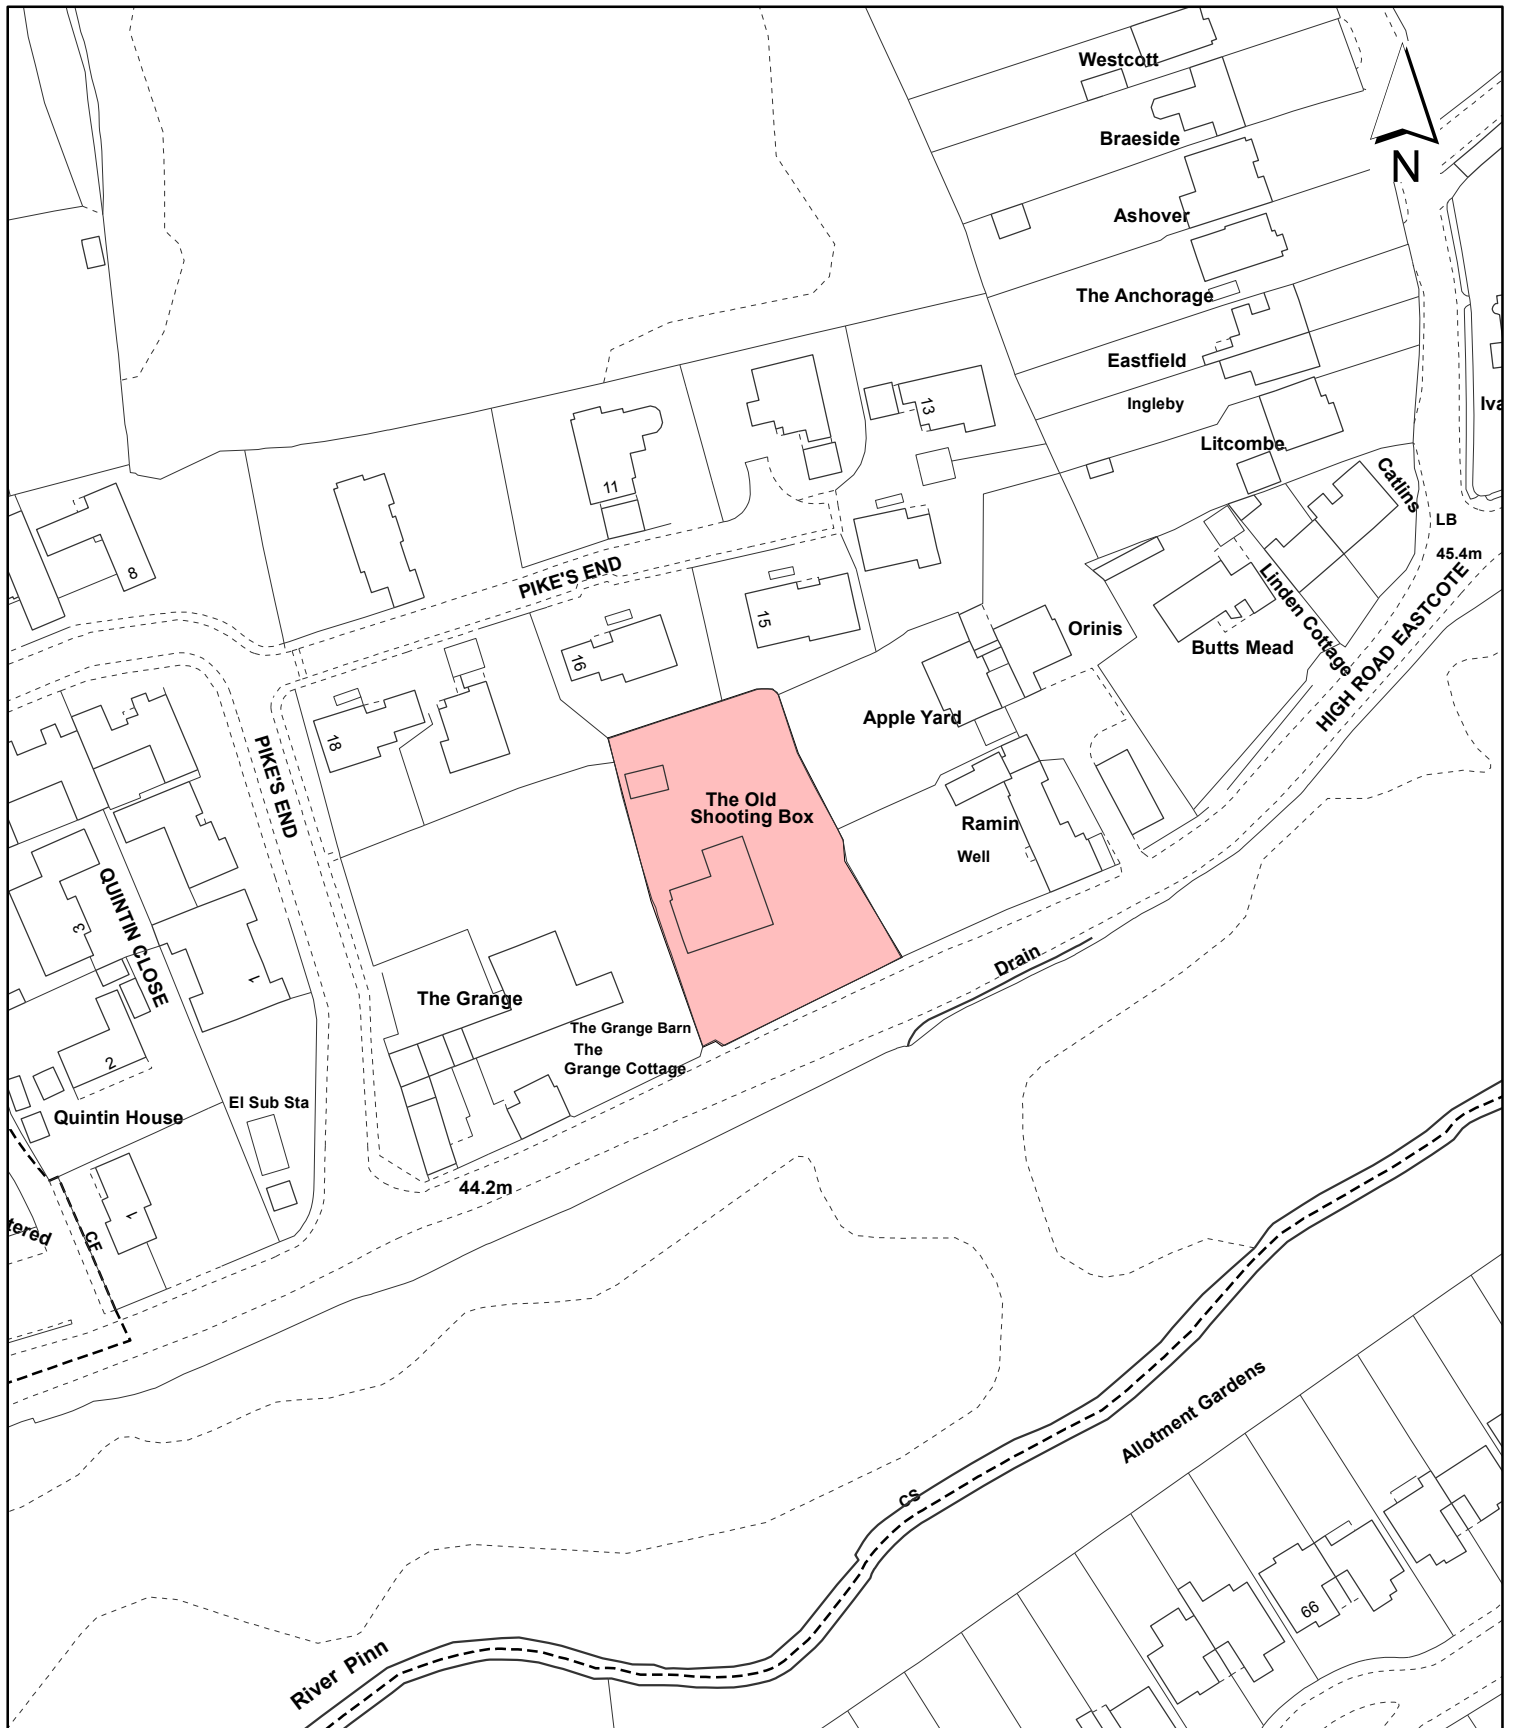 Westcott
Braeside
N
Ashover
The Anchorage
Eastfield
Ingleby
Iva
Litcombe
13
Catlins
11
LB
45.4m
8
PIKE'S END
Linden Cottage
HIGH ROAD EASTCOTE
15
Orinis
Butts Mead
16
Apple Yard
18
PIKE'S END
The Old
Shooting Box
Ramin
Well
QUINTIN CLOSE
3
Drain
1
The Grange
The Grange Barn
The
Grange Cottage
2
El Sub Sta
Quintin House
44.2m
1
tered
CF
Allotment Gardens
CS
66
River Pinn